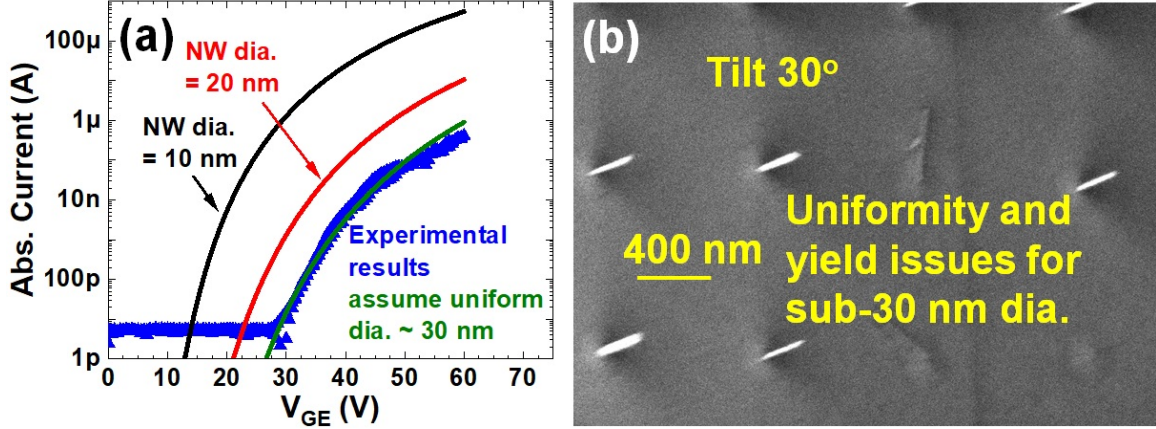 (a)
Abs. Current (A)
100µ
1µ
10n
100p
1p
NW dia.
= 20 nm
NW dia.
= 10 nm
Experimental
results
assume uniform
dia. ~ 30 nm
0 10 20 30 40 50 60 70
V_GE (V)
(b)
Tilt 30°
400 nm
Uniformity and
yield issues for
sub-30 nm dia.